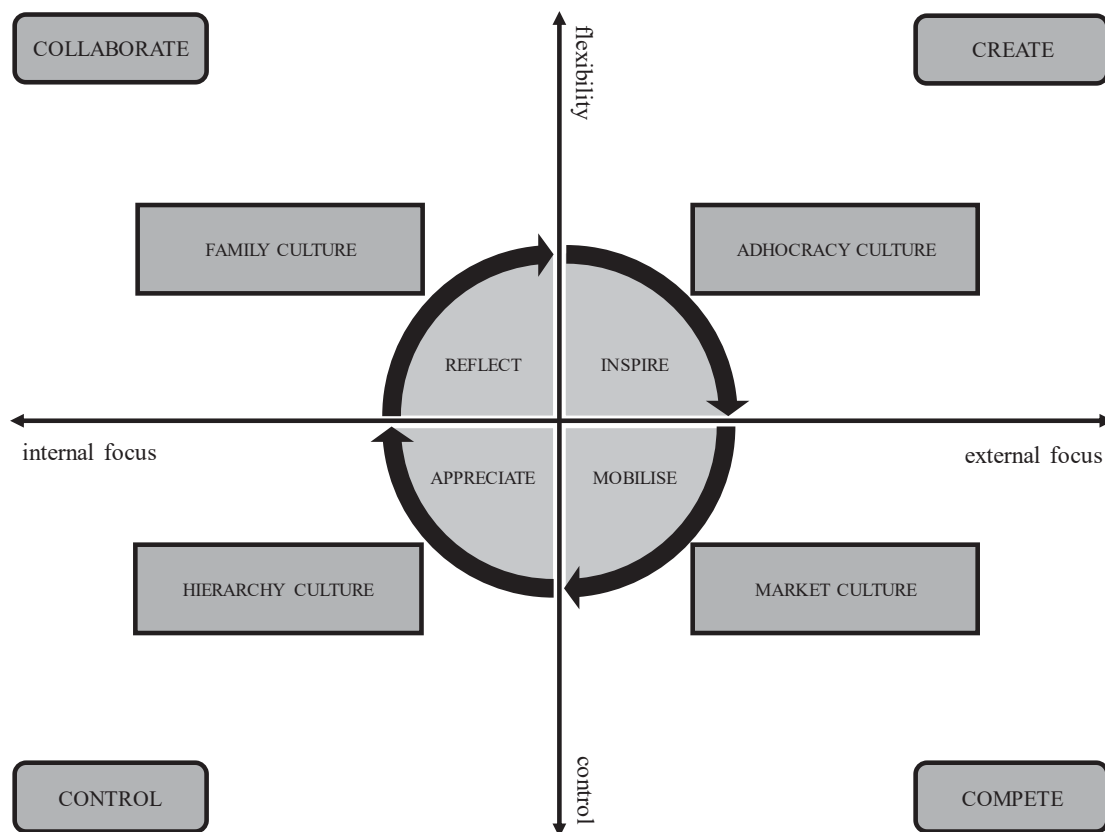 COLLABORATE
flexibility
CREATE
FAMILY CULTURE
ADHOCRACY CULTURE
REFLECT
INSPIRE
internal focus
external focus
APPRECIATE
MOBILISE
HIERARCHY CULTURE
MARKET CULTURE
CONTROL
control
COMPETE